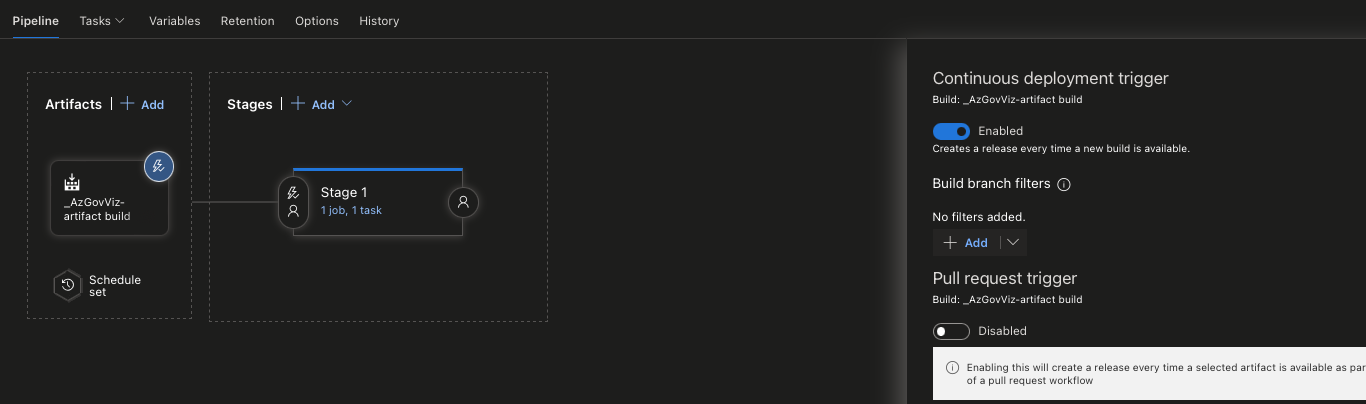 Pipeline Tasks Variables Retention Options History
Artifacts | + Add
Stages | + Add
_AzGovViz-
artifact build
Schedule
set
Stage 1
1 job, 1 task
Continuous deployment trigger
Build: _AzGovViz-artifact build
Enabled
Creates a release every time a new build is available.
Build branch filters
No filters added.
+ Add
Pull request trigger
Build: _AzGovViz-artifact build
Disabled
Enabling this will create a release every time a selected artifact is available as par
of a pull request workflow